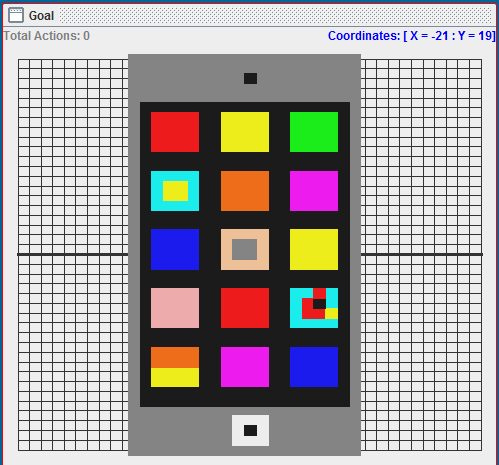 Goal
Total Actions: 0 Coordinates: [ X = -21 : Y = 19]